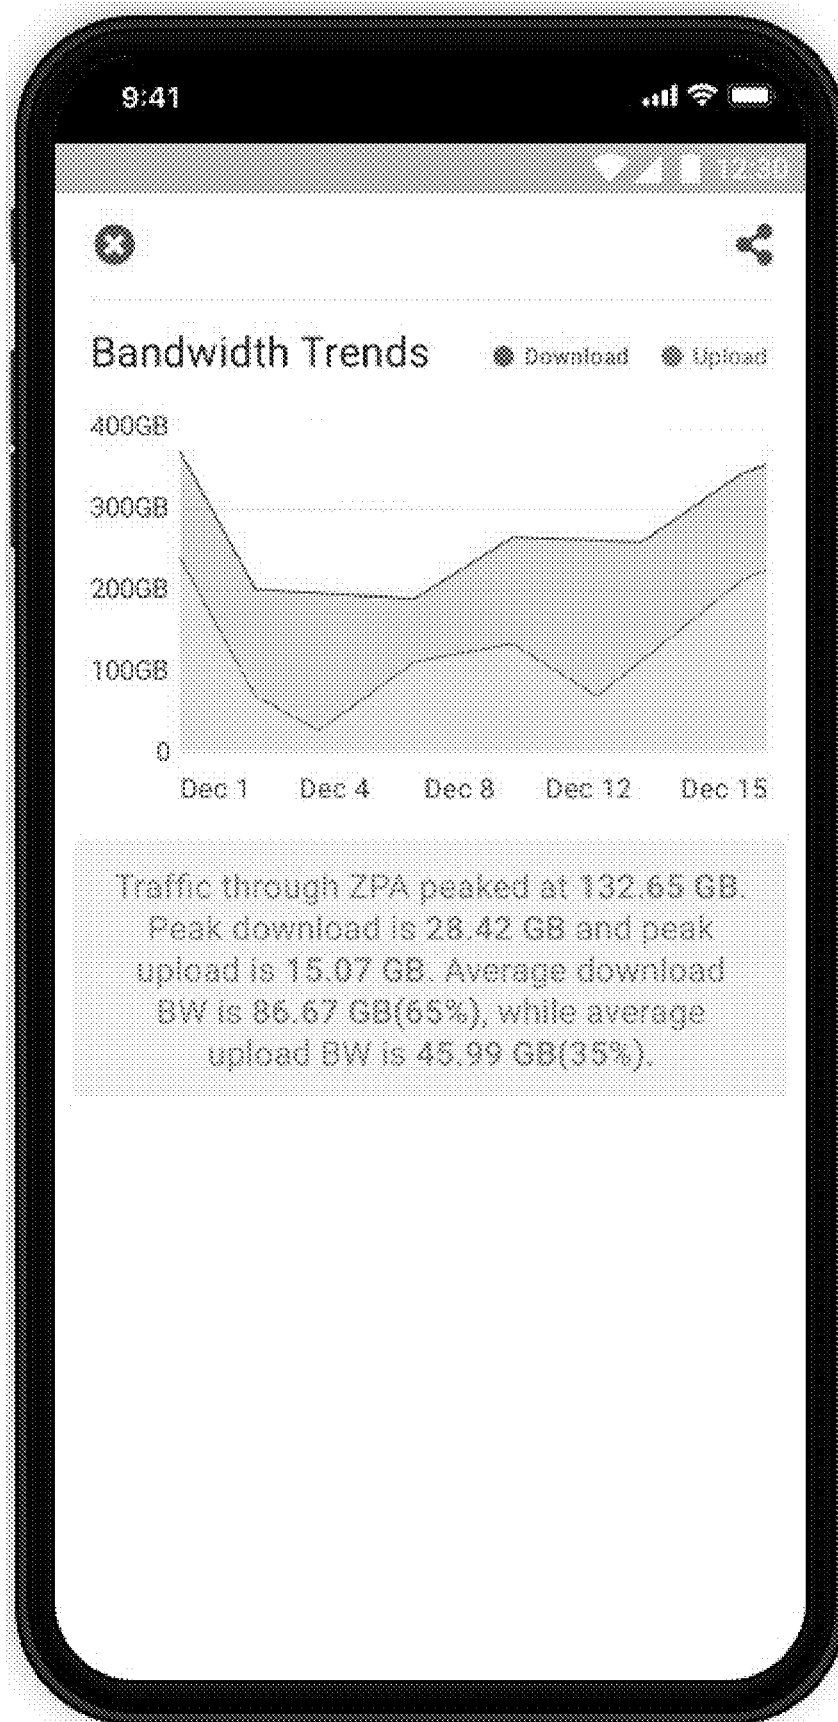 9:41
12:30
Bandwidth Trends
Download
Upload
400GB
300GB
200GB
100GB
0
Dec 1
Dec 4
Dec 8
Dec 12
Dec 15
Traffic through ZPA peaked at 132.65 GB.
Peak download is 28.42 GB and peak
upload is 15.07 GB. Average download
BW is 86.67 GB(65%), while average
upload BW is 45.99 GB(35%).